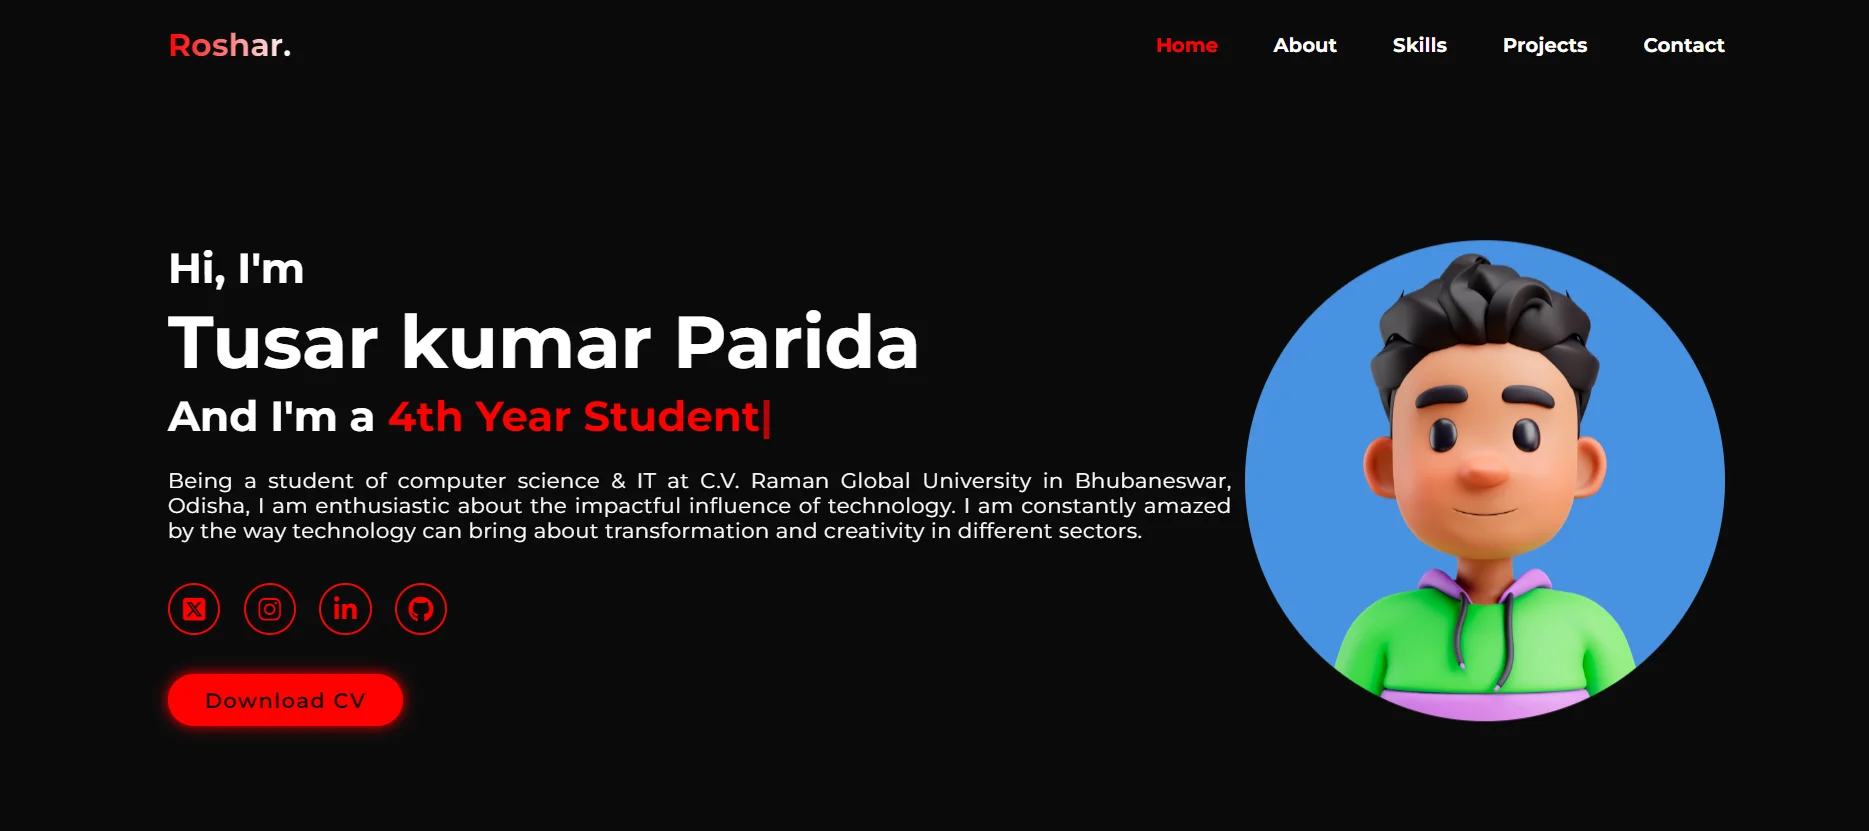 Roshar.
Home About Skills Projects Contact
Hi, I'm
Tusar kumar Parida
And I'm a 4th Year Student|
Being a student of computer science & IT at C.V. Raman Global University in Bhubaneswar,
Odisha, I am enthusiastic about the impactful influence of technology. I am constantly amazed
by the way technology can bring about transformation and creativity in different sectors.
Download CV